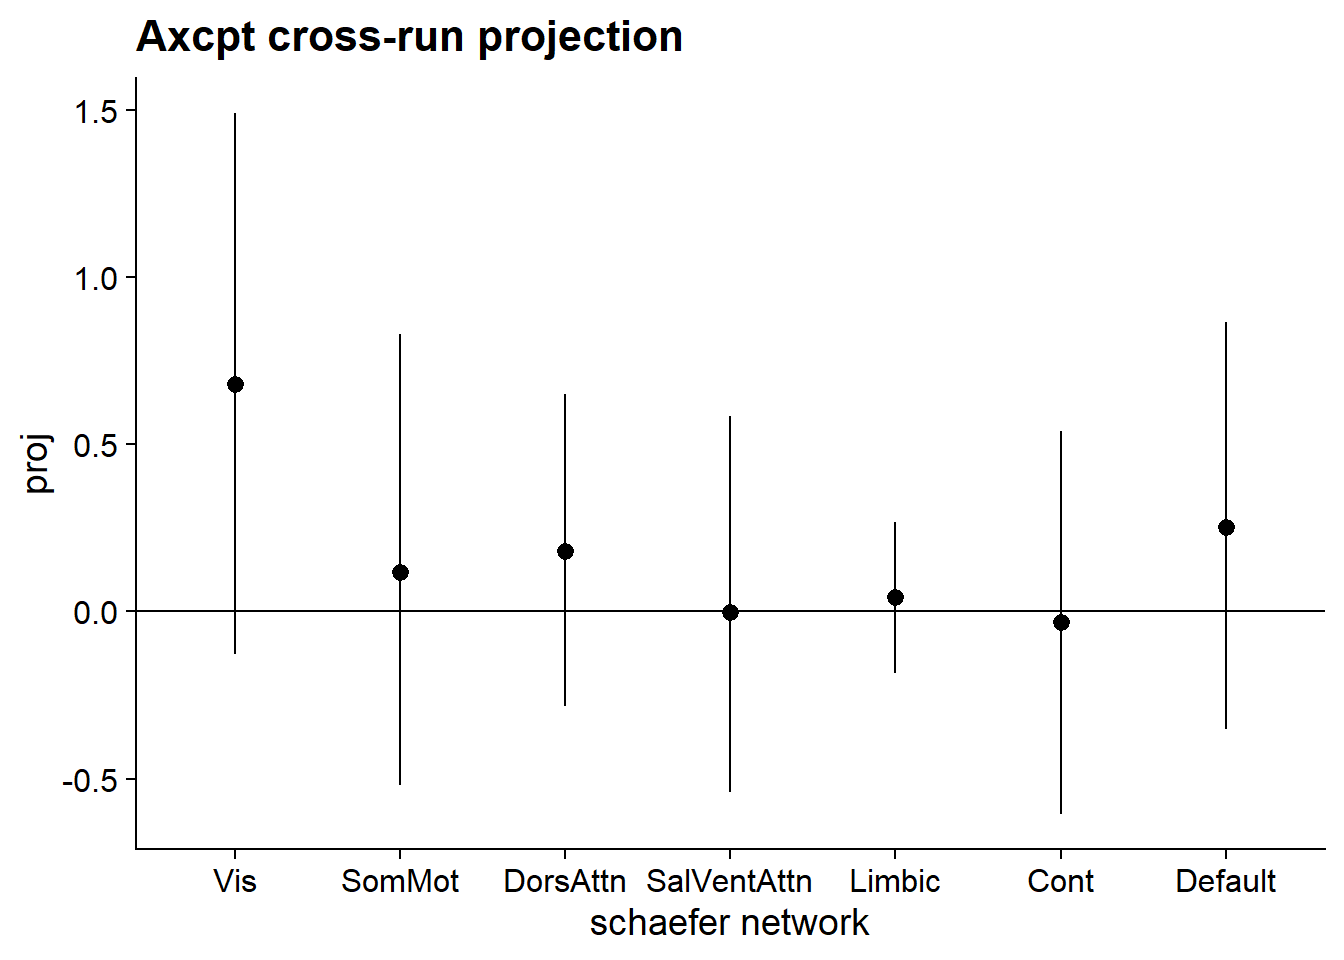 Axcpt cross-run projection
1.5
1.0
0.5
0.0
-0.5
proj
Vis SomMot DorsAttn SalVentAttn Limbic Cont Default
schaefer network